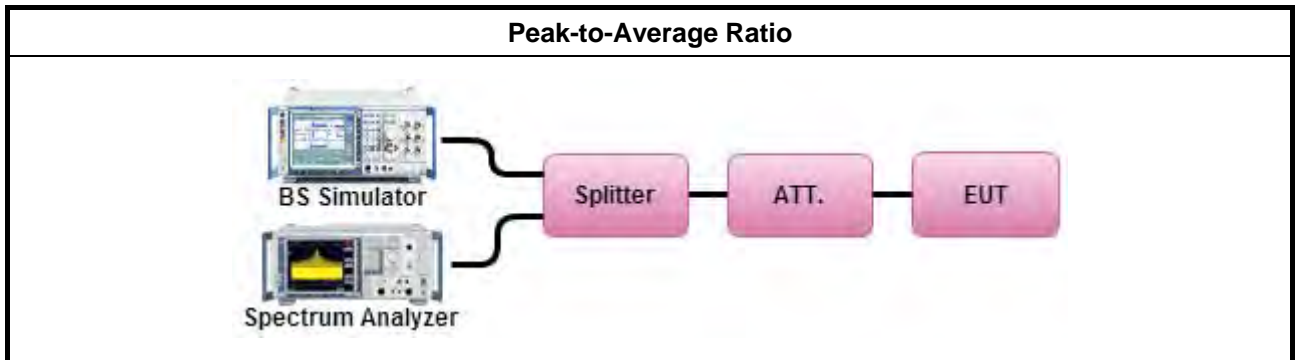 Peak-to-Average Ratio
BS Simulator
Spectrum Analyzer
Splitter
ATT.
EUT